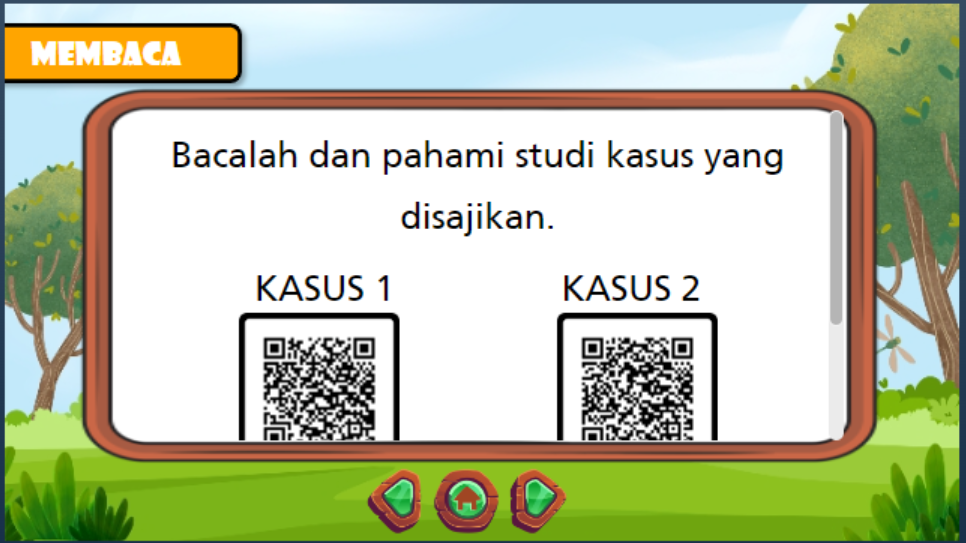 MEMBACA
Bacalah dan pahami studi kasus yang
disajikan.
KASUS 1
KASUS 2